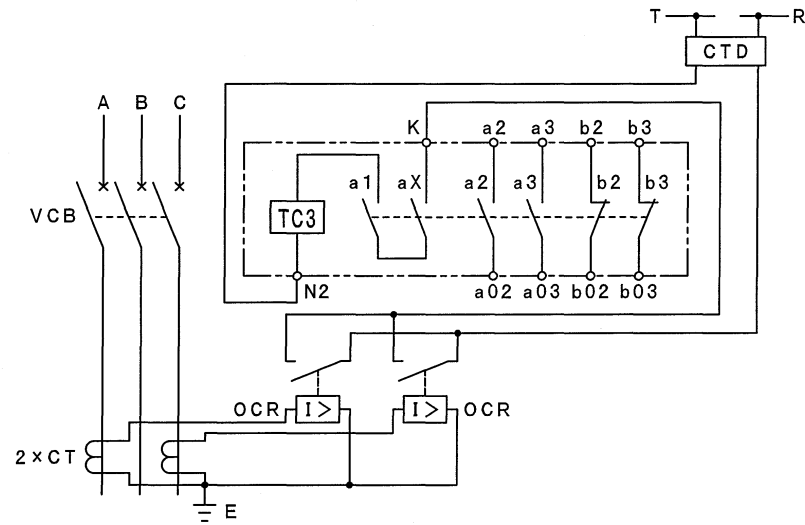 T R
CTD
A B C
K a2 a3 b2 b3
a1 aX a2 a3 b2 b3
VCB
TC3
N2 a02 a03 b02 b03
OCR I> I> OCR
2×CT
E